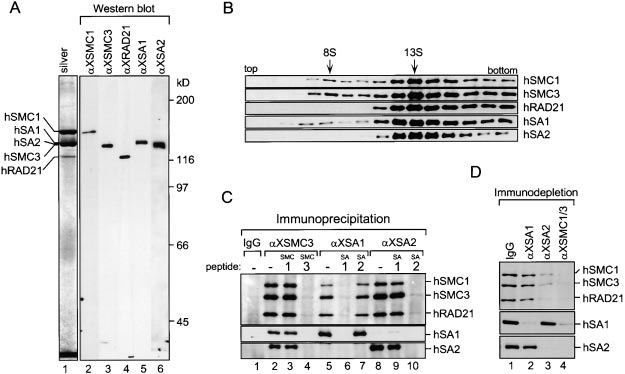 A
Western blot
silver
αXSMC1
αXSMC3
αXRAD21
αXSA1
αXSA2
kD
hSMC1
hSA1
hSA2
hSMC3
hRAD21
200
116
97
66
45
1 2 3 4 5 6
B
8S 13S
top bottom
hSMC1
hSMC3
hRAD21
hSA1
hSA2
C
Immunoprecipitation
IgG αXSMC3 αXSA1 αXSA2
SMC SMC SA SA SA SA
peptide: - - 1 3 - 1 2 - 1 2
hSMC1
hSMC3
hRAD21
hSA1
hSA2
1 2 3 4 5 6 7 8 9 10
D
Immunodepletion
IgG
αXSA1
αXSA2
αXSMC1/3
hSMC1
hSMC3
hRAD21
hSA1
hSA2
1 2 3 4